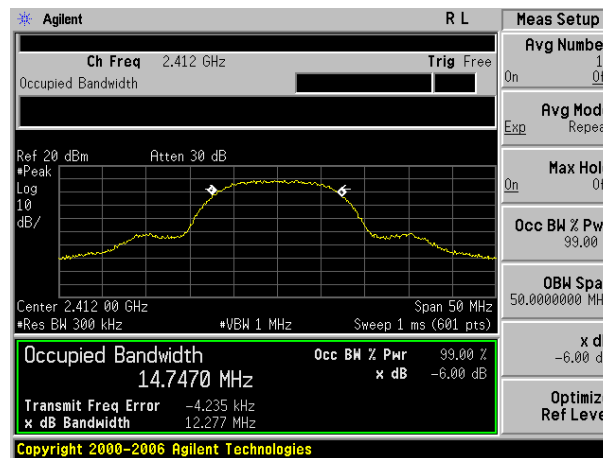 Agilent R L Meas Setup
Ch Freq 2.412 GHz Trig Free
Occupied Bandwidth
Ref 20 dBm Atten 30 dB
#Peak
Log
10
dB/
Center 2.412 00 GHz Span 50 MHz
#Res BW 300 kHz #VBW 1 MHz Sweep 1 ms (601 pts)
Occupied Bandwidth Occ BW % Pwr 99.00 %
14.7470 MHz x dB -6.00 dB
Transmit Freq Error -4.235 kHz
x dB Bandwidth 12.277 MHz
Copyright 2000-2006 Agilent Technologies
Avg Numbe
1
On Of
Avg Mod
Exp Repea
Max Hol
On Of
Occ BW % Pw
99.00
OBW Spa
50.0000000 MH
x d
-6.00 d
Optimiz
Ref Leve